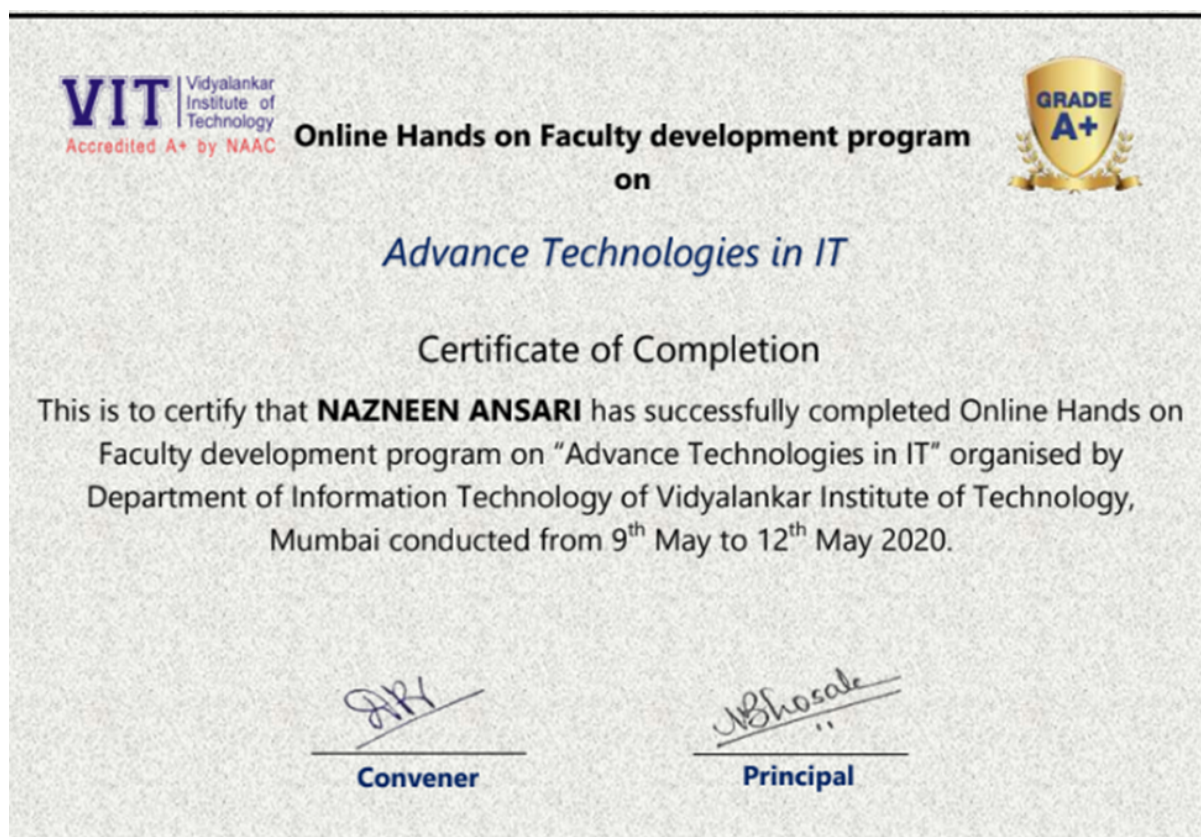 VIT
Vidyalankar
Institute of
Technology
Accredited A+ by NAAC
GRADE
A+
Online Hands on Faculty development program
on
Advance Technologies in IT
Certificate of Completion
This is to certify that NAZNEEN ANSARI has successfully completed Online Hands on
Faculty development program on “Advance Technologies in IT” organised by
Department of Information Technology of Vidyalankar Institute of Technology,
Mumbai conducted from 9th May to 12th May 2020.
NBhosale
Convener
Principal